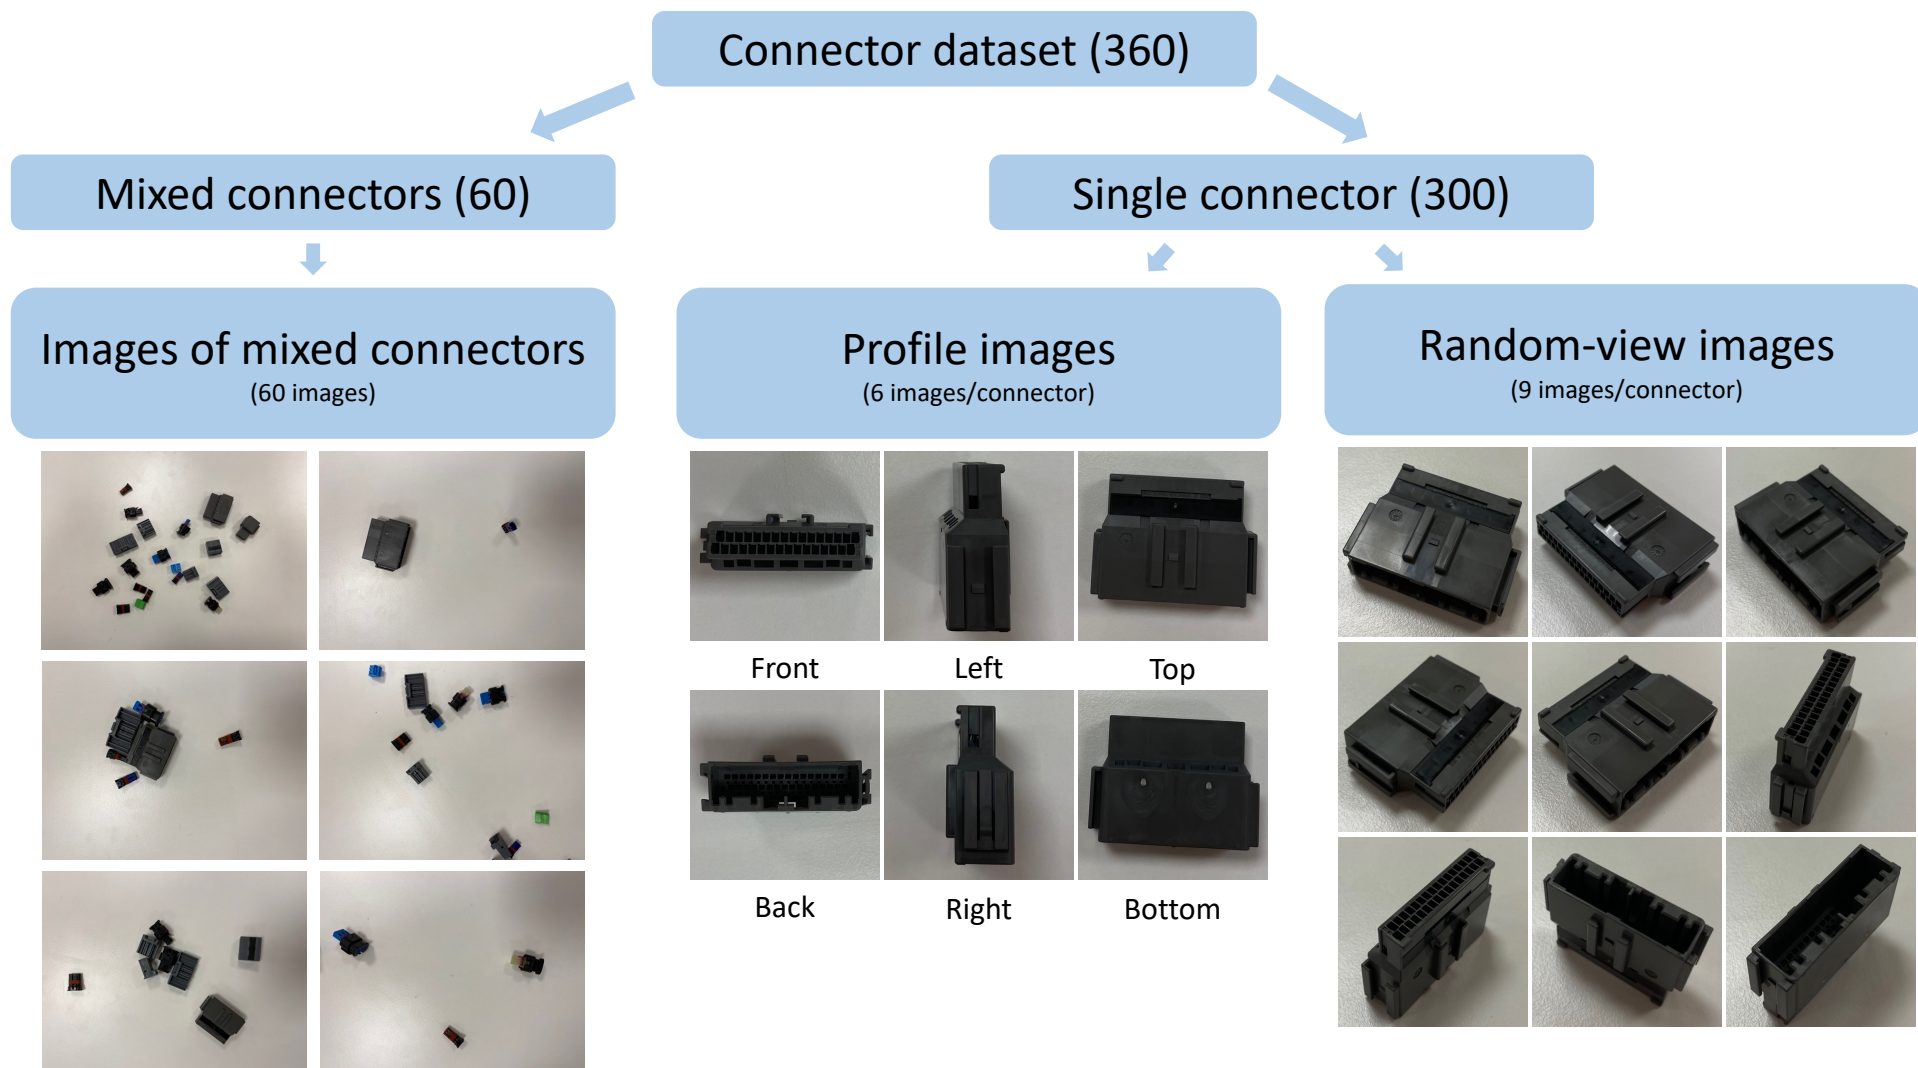 Connector dataset (360)
Mixed connectors (60)
Single connector (300)
Images of mixed connectors
(60 images)
Profile images
(6 images/connector)
Random-view images
(9 images/connector)
Front
Left
Top
Back
Right
Bottom